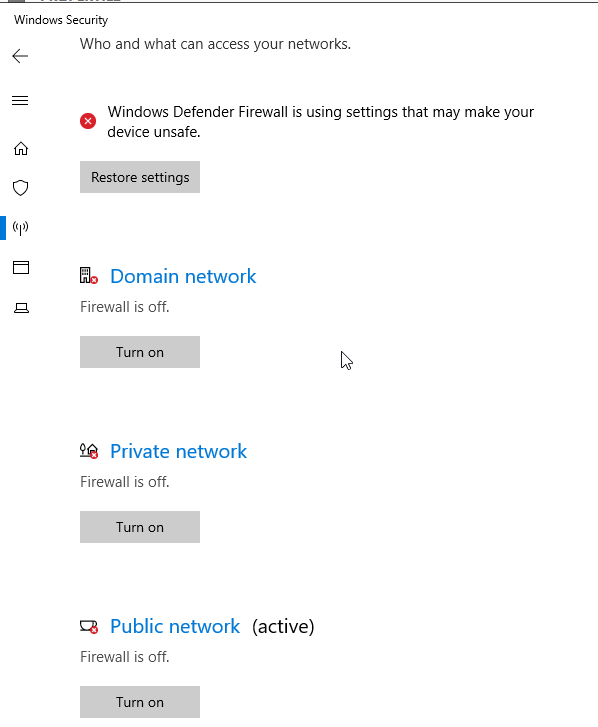 Windows Security
Who and what can access your networks.
Windows Defender Firewall is using settings that may make your
device unsafe.
Restore settings
Domain network
Firewall is off.
Turn on
Private network
Firewall is off.
Turn on
Public network (active)
Firewall is off.
Turn on